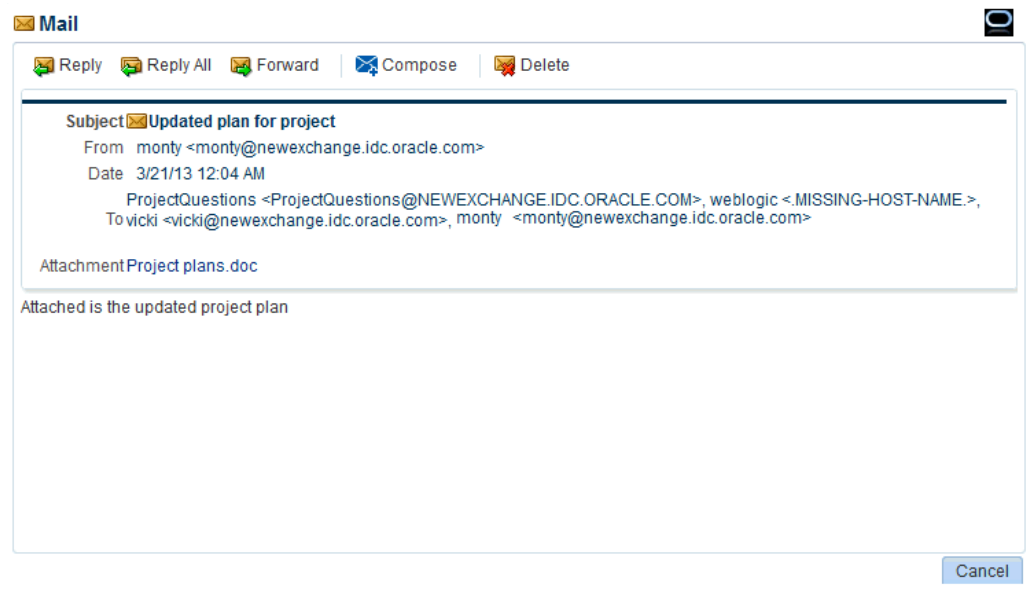 Mail
Reply Reply All Forward Compose Delete
Subject Updated plan for project
From monty <monty@newexchange.idc.oracle.com>
Date 3/21/13 12:04 AM
ProjectQuestions <ProjectQuestions@NEWEXCHANGE.IDC.ORACLE.COM>, weblogic <.MISSING-HOST-NAME.>,
To vicki <vicki@newexchange.idc.oracle.com>, monty <monty@newexchange.idc.oracle.com>
Attachment Project plans.doc
Attached is the updated project plan
Cancel